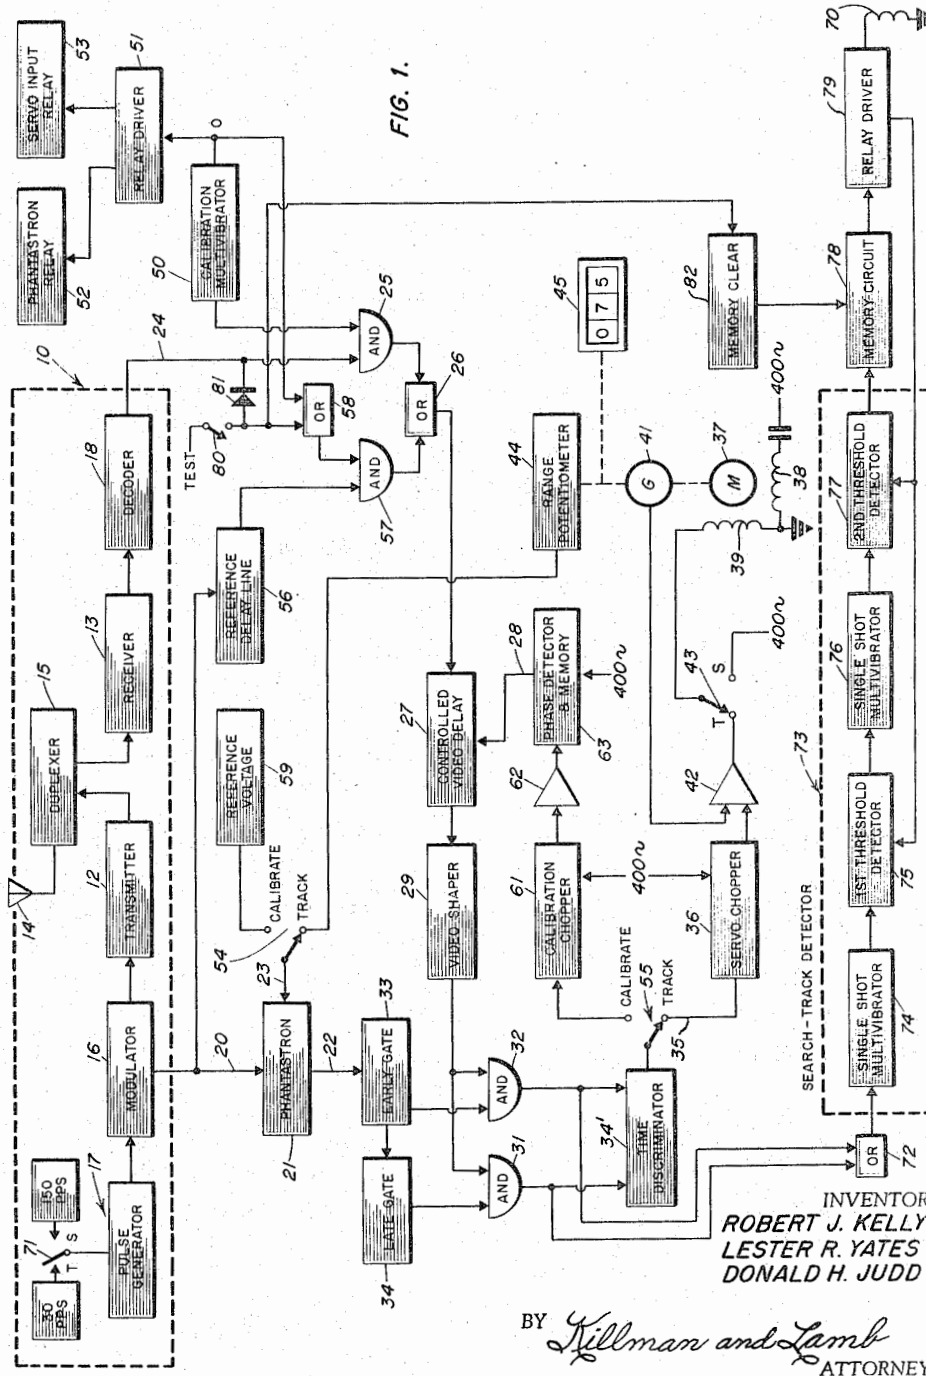 FIG. 1.
10
71
30 PPS
150 PPS
T
S
17
PULSE GENERATOR
16
MODULATOR
12
TRANSMITTER
14
15
DUPLEXER
13
RECEIVER
18
DECODER
24
52
PHANTASTRON RELAY
53
SERVO INPUT RELAY
51
RELAY DRIVER
O
50
CALIBRATION MULTIVIBRATOR
20
59
REFERENCE VOLTAGE
56
REFERENCE DELAY LINE
TEST
80
81
OR
58
AND
57
AND
25
OR
26
54
CALIBRATE
TRACK
23
21
PHANTASTRON
22
33
EARLY GATE
34
LATE GATE
29
VIDEO SHAPER
27
CONTROLLED VIDEO DELAY
28
PHASE DETECTOR & MEMORY
63
400~
62
61
CALIBRATION CHOPPER
400~
36
SERVO CHOPPER
AND
32
AND
31
34'
TIME DISCRIMINATOR
CALIBRATE
55
TRACK
35
42
43
T
S
400~
44
RANGE POTENTIOMETER
45
0 7 5
G
41
M
37
39
38
400~
82
MEMORY CLEAR
SEARCH-TRACK DETECTOR
73
OR
72
SINGLE SHOT MULTIVIBRATOR
74
1ST THRESHOLD DETECTOR
75
SINGLE SHOT MULTIVIBRATOR
76
2ND THRESHOLD DETECTOR
77
MEMORY CIRCUIT
78
RELAY DRIVER
79
70
INVENTOR
ROBERT J. KELLY
LESTER R. YATES
DONALD H. JUDD
BY Killman and Lamb
ATTORNEY